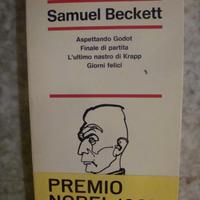 Samuel Beckett
Aspettando Godot
Finale di partita
L'ultimo nastro di Krapp
Giorni felici
PREMIO
NOBEL